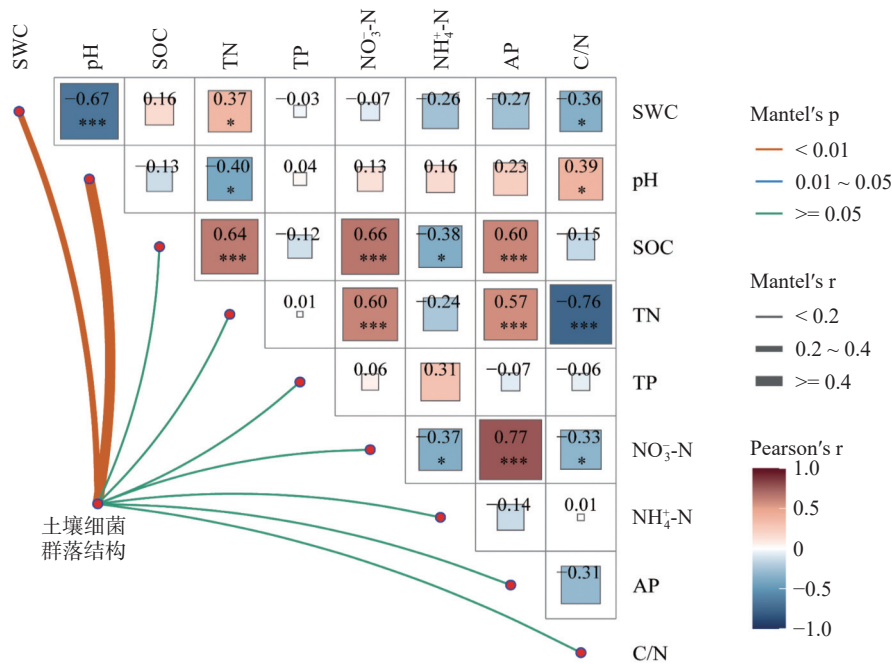 SWC pH SOC TN TP NO₃⁻-N NH₄⁺-N AP C/N
−0.67 0.16 0.37 −0.03 −0.07 −0.26 −0.27 −0.36 SWC
*** * *
−0.13 −0.40 0.04 0.13 0.16 0.23 0.39 pH
* *
0.64 −0.12 0.66 −0.38 0.60 −0.15 SOC
*** *** * ***
0.01 0.60 −0.24 0.57 −0.76 TN
*** *** ***
0.06 0.31 −0.07 −0.06 TP
−0.37 0.77 −0.33 NO₃⁻-N
* *** *
−0.14 0.01 NH₄⁺-N
−0.31 AP
C/N
土壤细菌
群落结构
Mantel's p
< 0.01
0.01 ~ 0.05
>= 0.05
Mantel's r
< 0.2
0.2 ~ 0.4
>= 0.4
Pearson's r
1.0
0.5
0
−0.5
−1.0